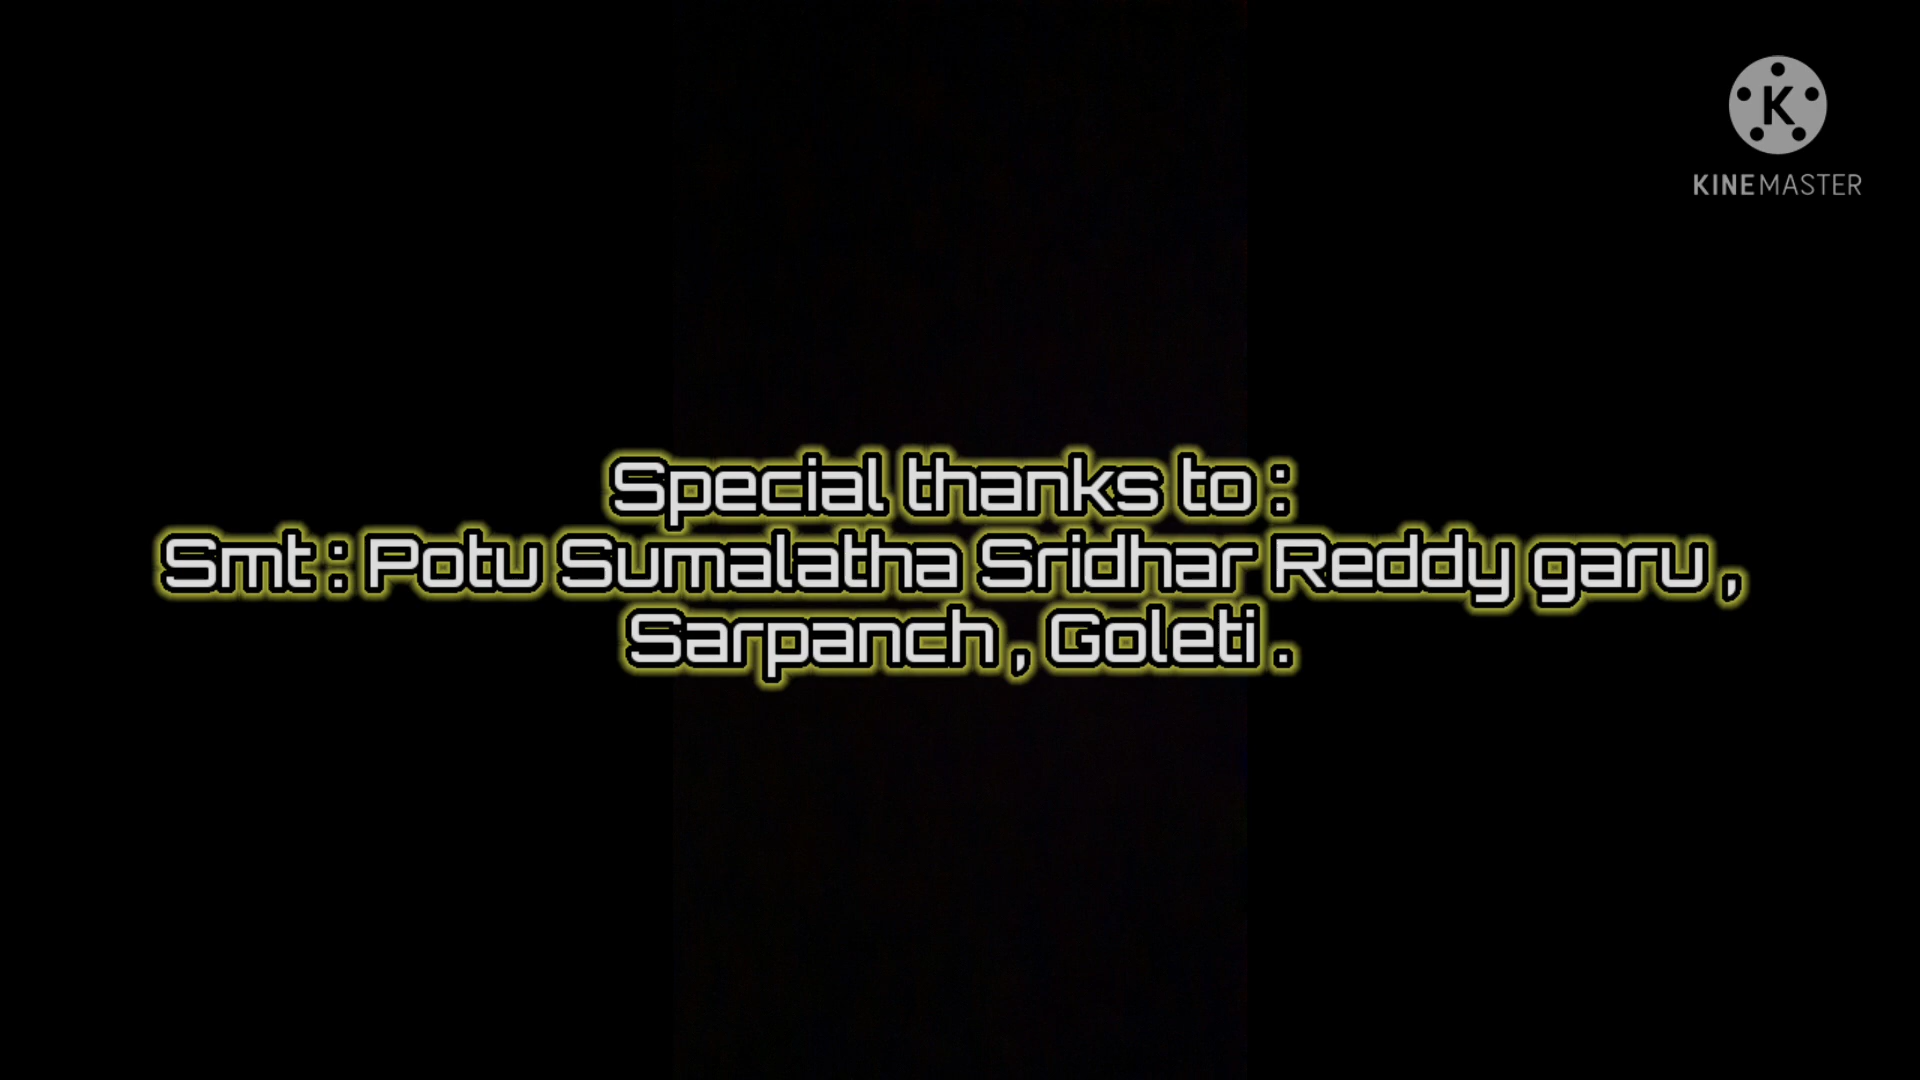 KINEMASTER
Special thanks to :
Smt : Potu Sumalatha Sridhar Reddy garu ,
Sarpanch , Goleti .